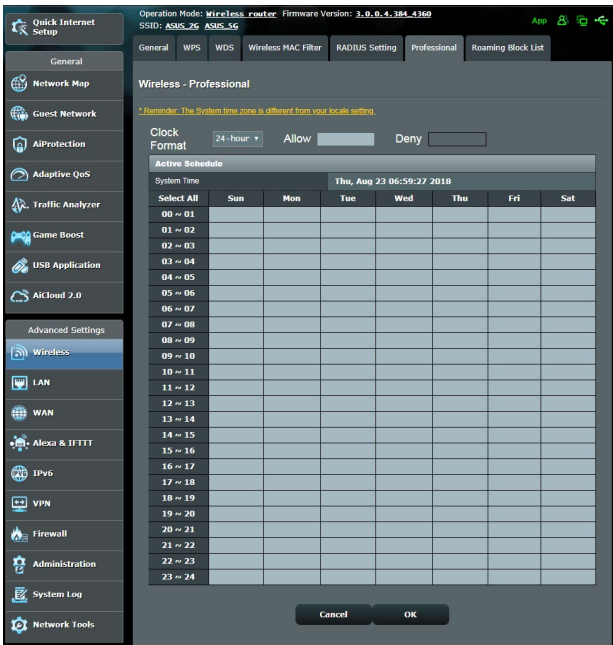 Quick Internet
Setup
General
Network Map
Guest Network
AiProtection
Adaptive QoS
Traffic Analyzer
Game Boost
USB Application
AiCloud 2.0
Advanced Settings
Wireless
LAN
WAN
Alexa & IFTTT
IPv6
VPN
Firewall
Administration
System Log
Network Tools
Operation Mode: Wireless router Firmware Version: 3.0.0.4.384_4360
SSID: ASUS_2G ASUS_5G
App
General WPS WDS Wireless MAC Filter RADIUS Setting Professional Roaming Block List
Wireless - Professional
* Reminder: The System time zone is different from your locale setting.
Clock
Format
24-hour Allow Deny
Active Schedule
System Time Thu, Aug 23 06:59:27 2018
Select All Sun Mon Tue Wed Thu Fri Sat
00 ~ 01
01 ~ 02
02 ~ 03
03 ~ 04
04 ~ 05
05 ~ 06
06 ~ 07
07 ~ 08
08 ~ 09
09 ~ 10
10 ~ 11
11 ~ 12
12 ~ 13
13 ~ 14
14 ~ 15
15 ~ 16
16 ~ 17
17 ~ 18
18 ~ 19
19 ~ 20
20 ~ 21
21 ~ 22
22 ~ 23
23 ~ 24
Cancel OK